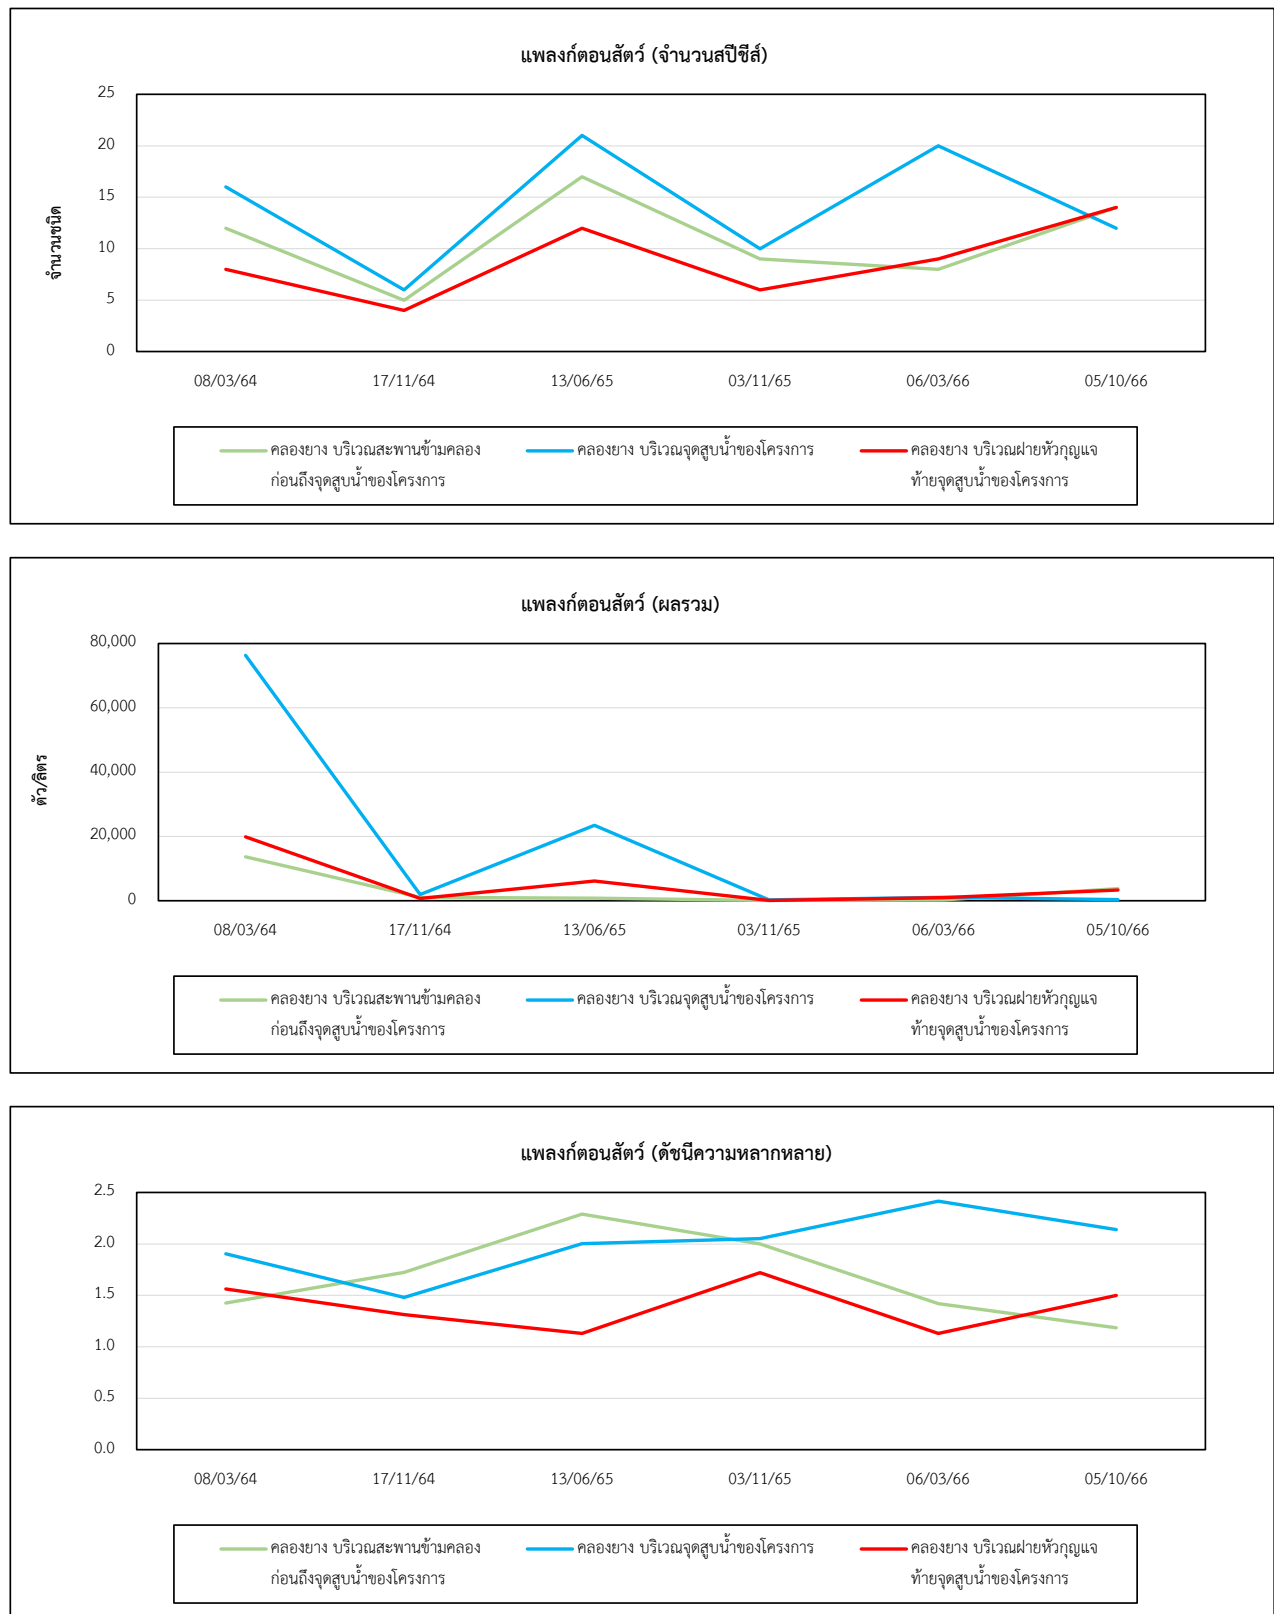 แพลงก์ตอนสัตว์ (จำนวนสปีชีส์)
จำนวนชนิด
25
20
15
10
5
0
08/03/64 17/11/64 13/06/65 03/11/65 06/03/66 05/10/66
คลองยาง บริเวณสะพานข้ามคลอง คลองยาง บริเวณจุดสูบน้ำของโครงการ คลองยาง บริเวณฝายหัวกุญแจ
ก่อนถึงจุดสูบน้ำของโครงการ ท้ายจุดสูบน้ำของโครงการ
แพลงก์ตอนสัตว์ (ผลรวม)
ตัว/ลิตร
80,000
60,000
40,000
20,000
0
08/03/64 17/11/64 13/06/65 03/11/65 06/03/66 05/10/66
คลองยาง บริเวณสะพานข้ามคลอง คลองยาง บริเวณจุดสูบน้ำของโครงการ คลองยาง บริเวณฝายหัวกุญแจ
ก่อนถึงจุดสูบน้ำของโครงการ ท้ายจุดสูบน้ำของโครงการ
แพลงก์ตอนสัตว์ (ดัชนีความหลากหลาย)
2.5
2.0
1.5
1.0
0.5
0.0
08/03/64 17/11/64 13/06/65 03/11/65 06/03/66 05/10/66
คลองยาง บริเวณสะพานข้ามคลอง คลองยาง บริเวณจุดสูบน้ำของโครงการ คลองยาง บริเวณฝายหัวกุญแจ
ก่อนถึงจุดสูบน้ำของโครงการ ท้ายจุดสูบน้ำของโครงการ